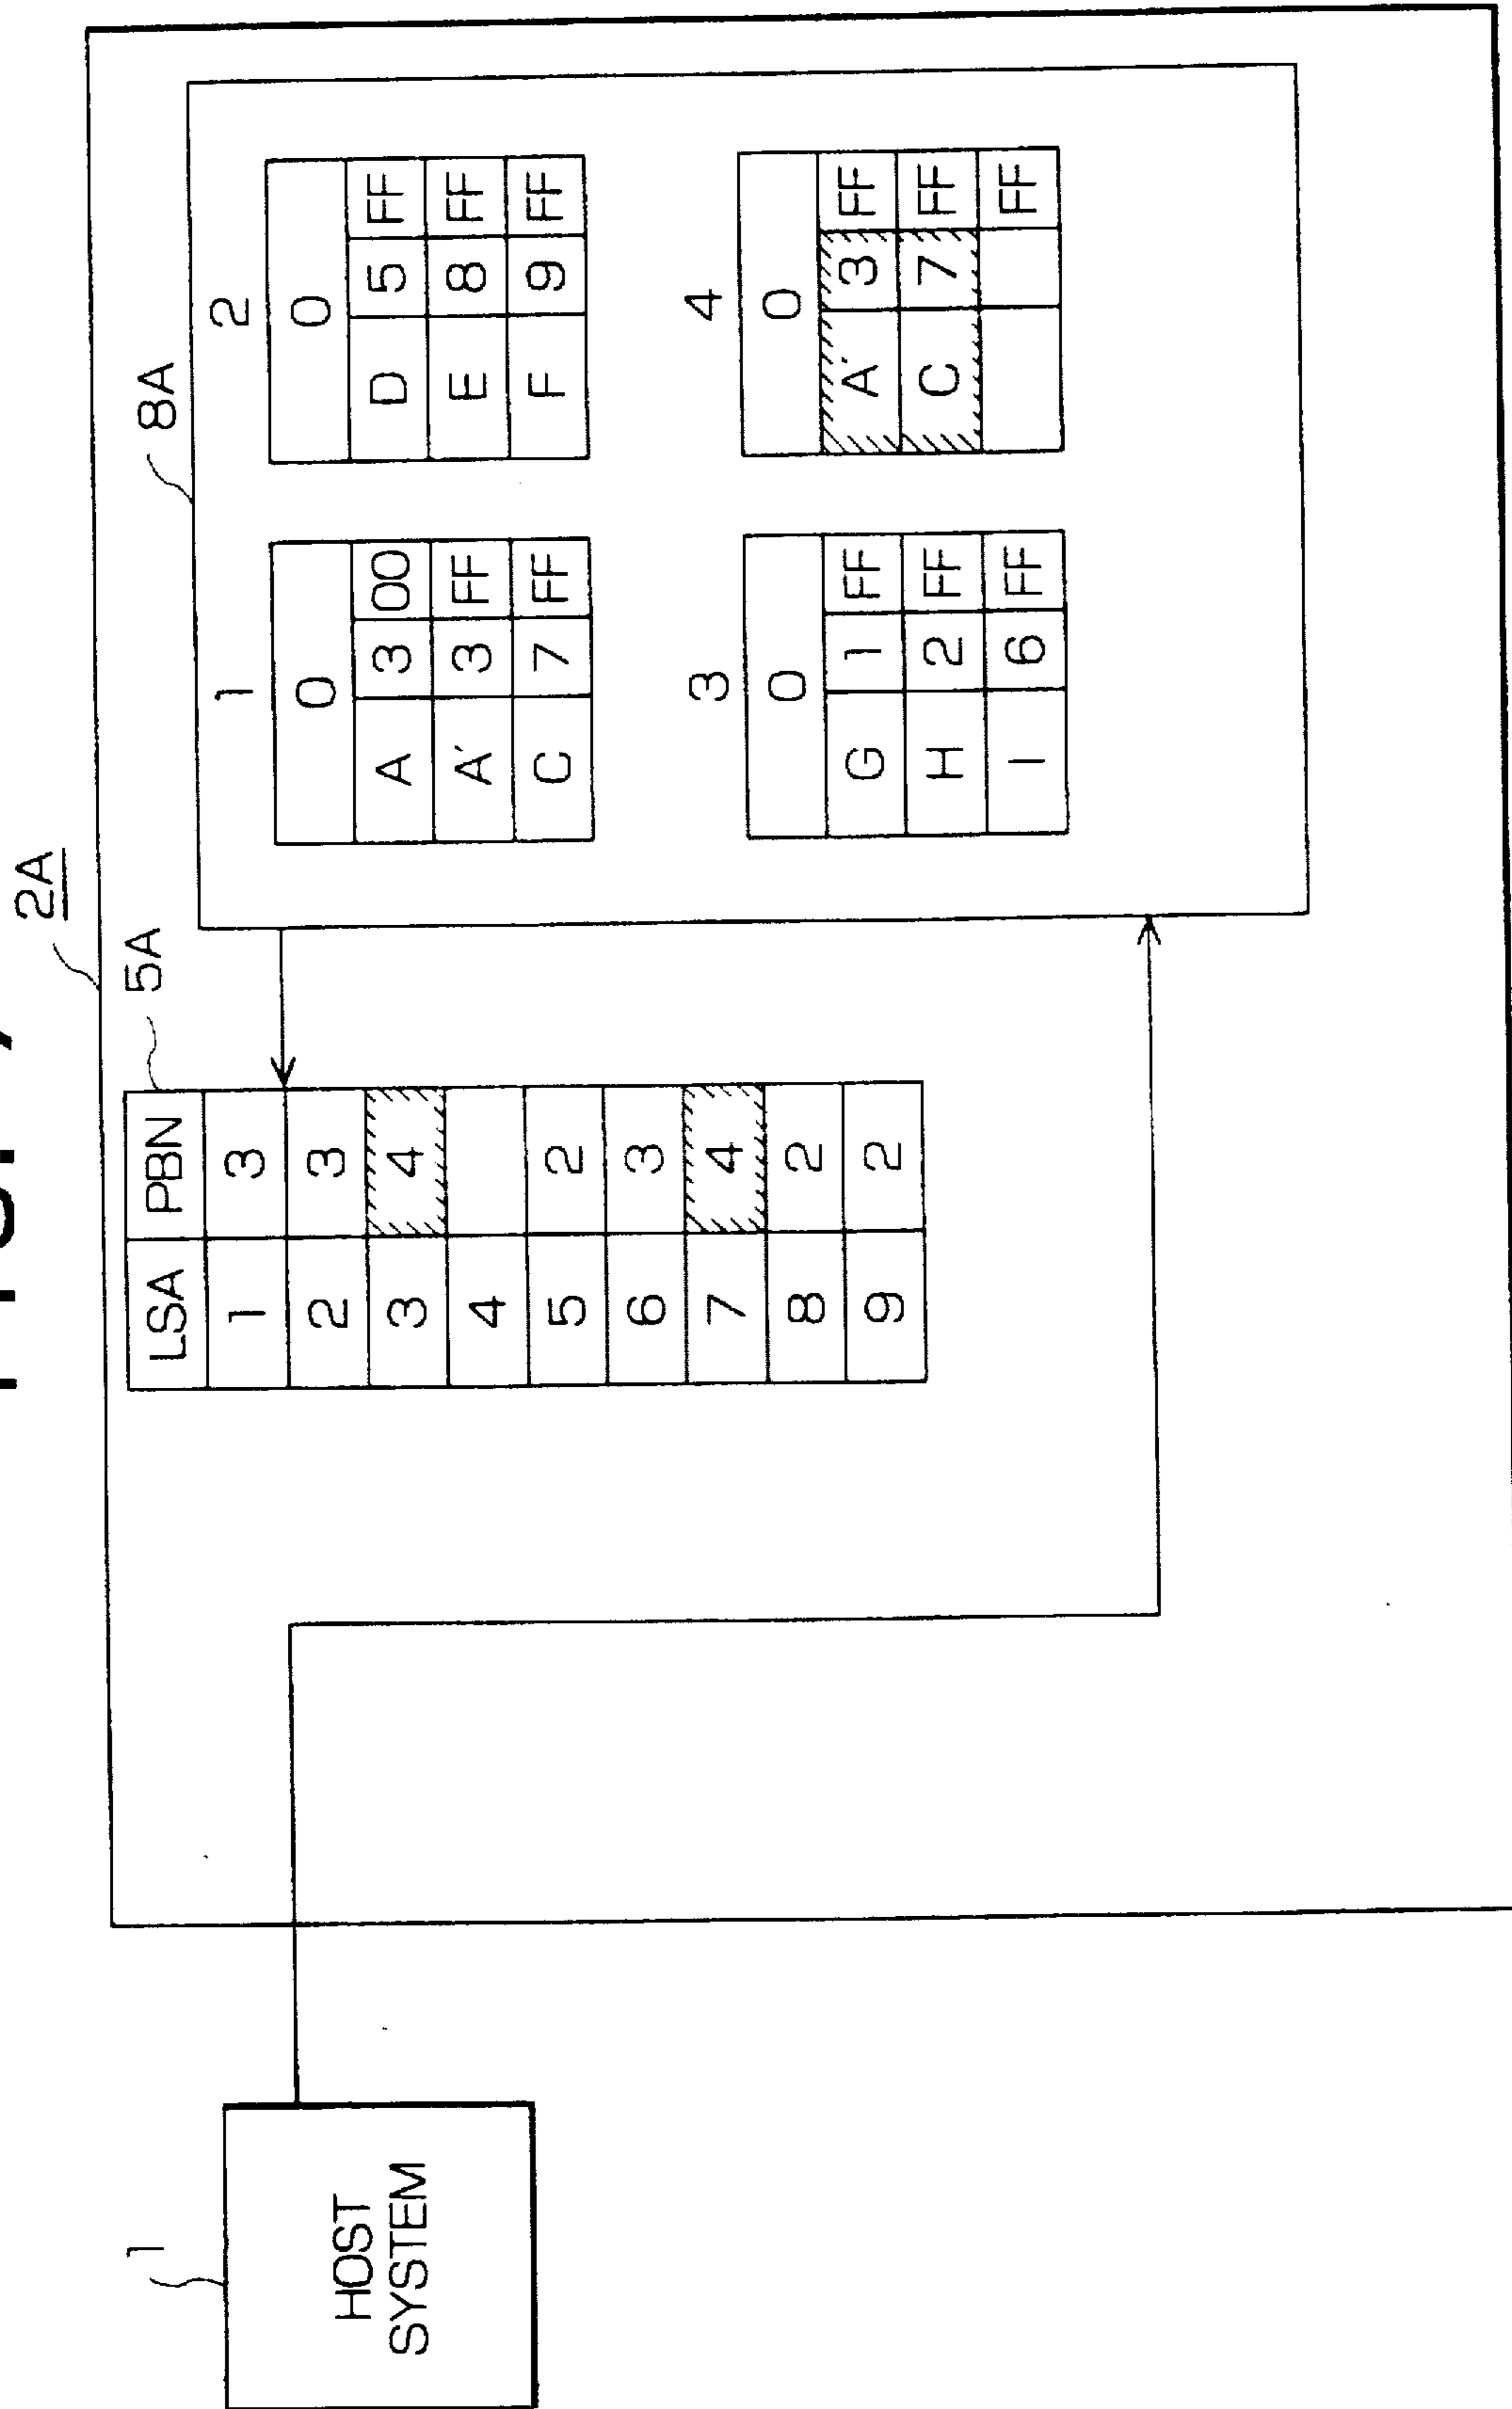 2A
1
HOST
SYSTEM
5A
LSA PBN
1 3
2 3
3 4
4
5 2
6 3
7 4
8 2
9 2
8A
1
0
A 3 00
A' 3 FF
C 7 FF
2
0
D 5 FF
E 8 FF
F 9 FF
3
0
G 1 FF
H 2 FF
I 6 FF
4
0
A' 3 FF
C 7 FF
FF